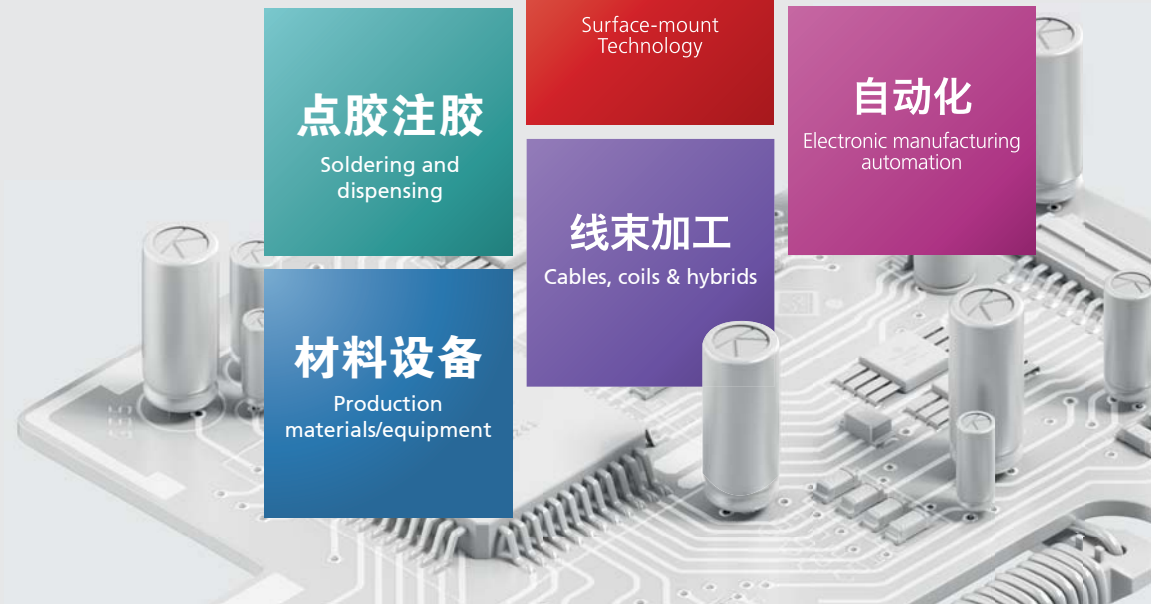 Surface-mount
Technology
点胶注胶
Soldering and
dispensing
自动化
Electronic manufacturing
automation
线束加工
Cables, coils & hybrids
材料设备
Production
materials/equipment